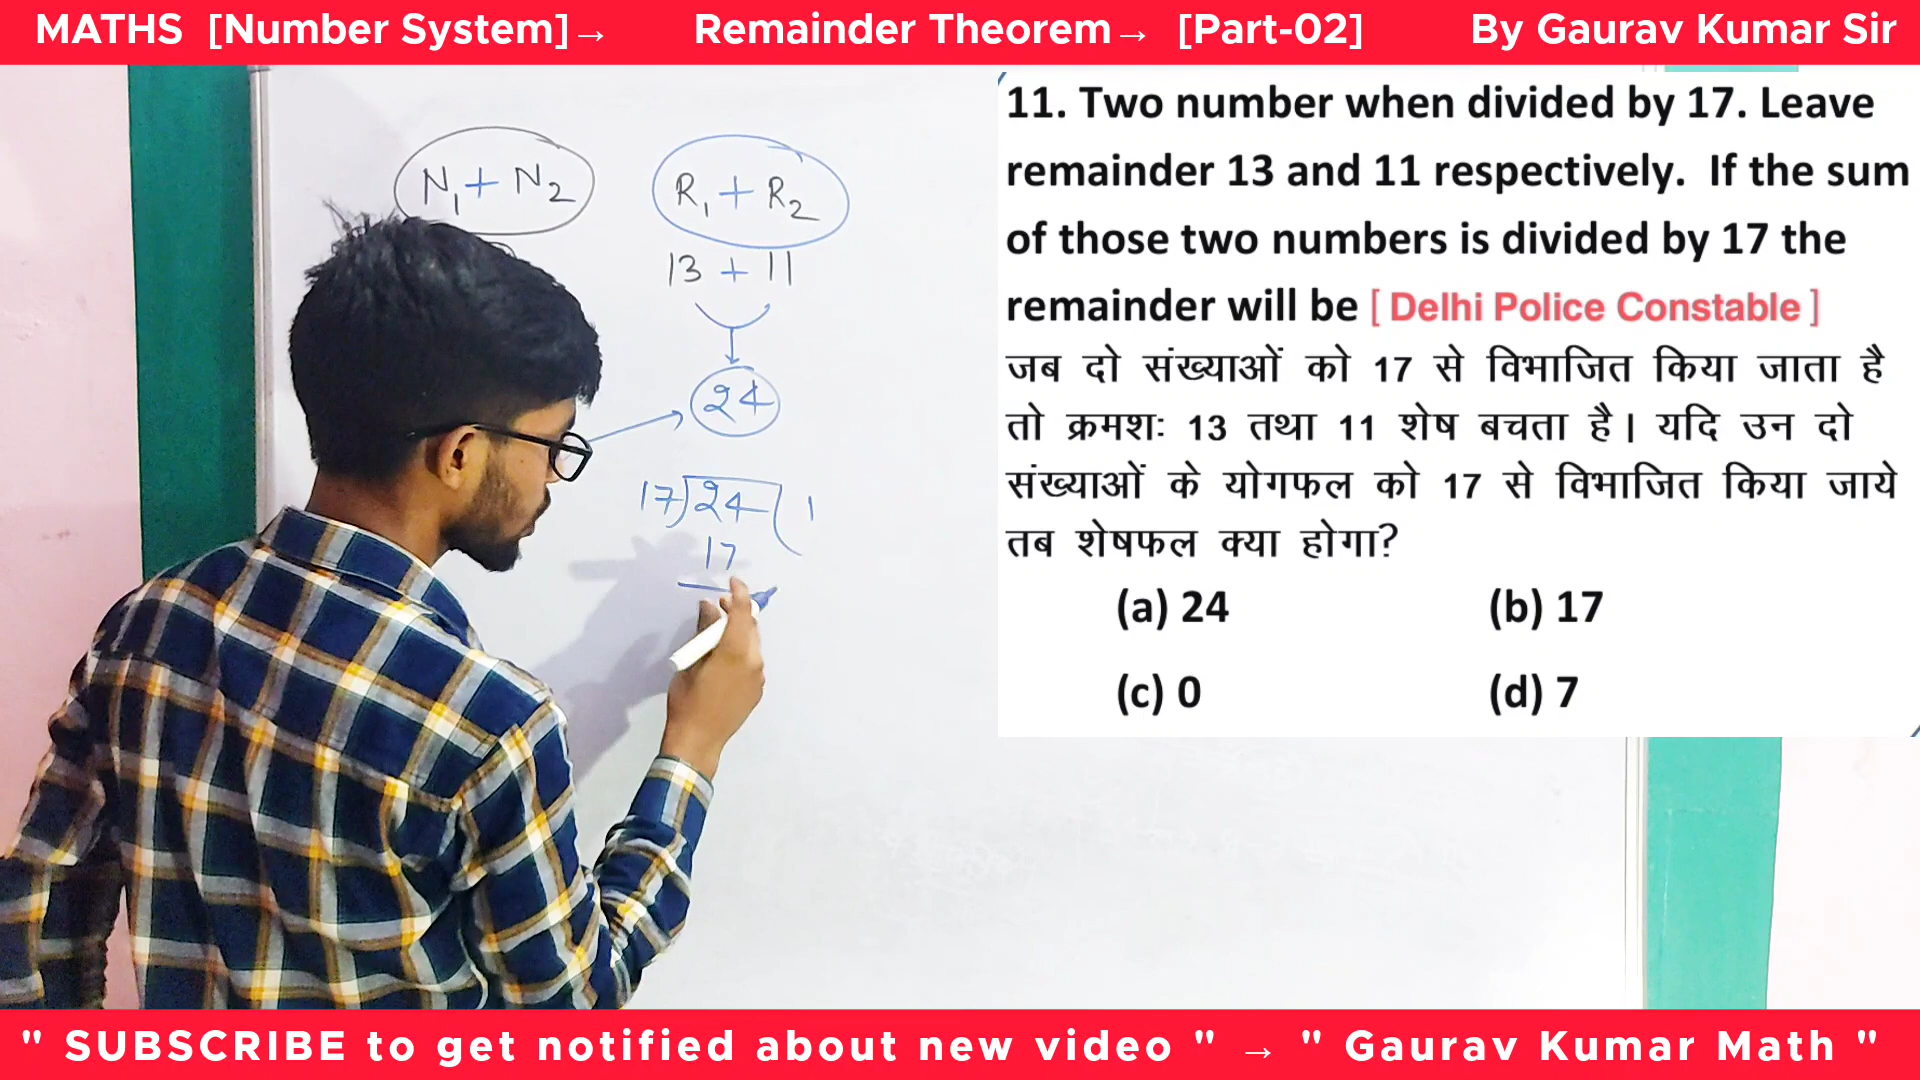 MATHS [Number System]→ Remainder Theorem→ [Part-02] By Gaurav Kumar Sir
N₁ + N₂
R₁ + R₂
13 + 11
24
17)24(1
17
11. Two number when divided by 17. Leave
remainder 13 and 11 respectively. If the sum
of those two numbers is divided by 17 the
remainder will be [ Delhi Police Constable ]
जब दो संख्याओं को 17 से विभाजित किया जाता है
तो क्रमशः 13 तथा 11 शेष बचता है। यदि उन दो
संख्याओं के योगफल को 17 से विभाजित किया जाये
तब शेषफल क्या होगा?
(a) 24 (b) 17
(c) 0 (d) 7
" SUBSCRIBE to get notified about new video " → " Gaurav Kumar Math "